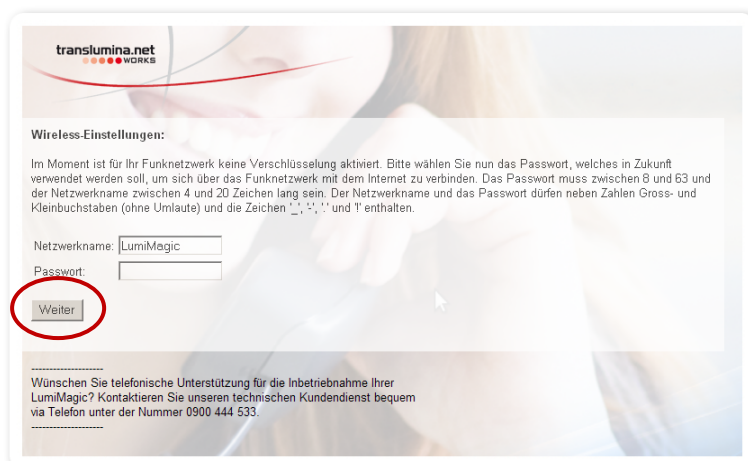 translumina.net
WORKS
Wireless-Einstellungen:
Im Moment ist für Ihr Funknetzwerk keine Verschlüsselung aktiviert. Bitte wählen Sie nun das Passwort, welches in Zukunft
verwendet werden soll, um sich über das Funknetzwerk mit dem Internet zu verbinden. Das Passwort muss zwischen 8 und 63 und
der Netzwerkname zwischen 4 und 20 Zeichen lang sein. Der Netzwerkname und das Passwort dürfen neben Zahlen Gross- und
Kleinbuchstaben (ohne Umlaute) und die Zeichen '_', '-', '.' und '!' enthalten.
Netzwerkname: LumiMagic
Passwort:
Weiter
--------------------
Wünschen Sie telefonische Unterstützung für die Inbetriebnahme Ihrer
LumiMagic? Kontaktieren Sie unseren technischen Kundendienst bequem
via Telefon unter der Nummer 0900 444 533.
--------------------